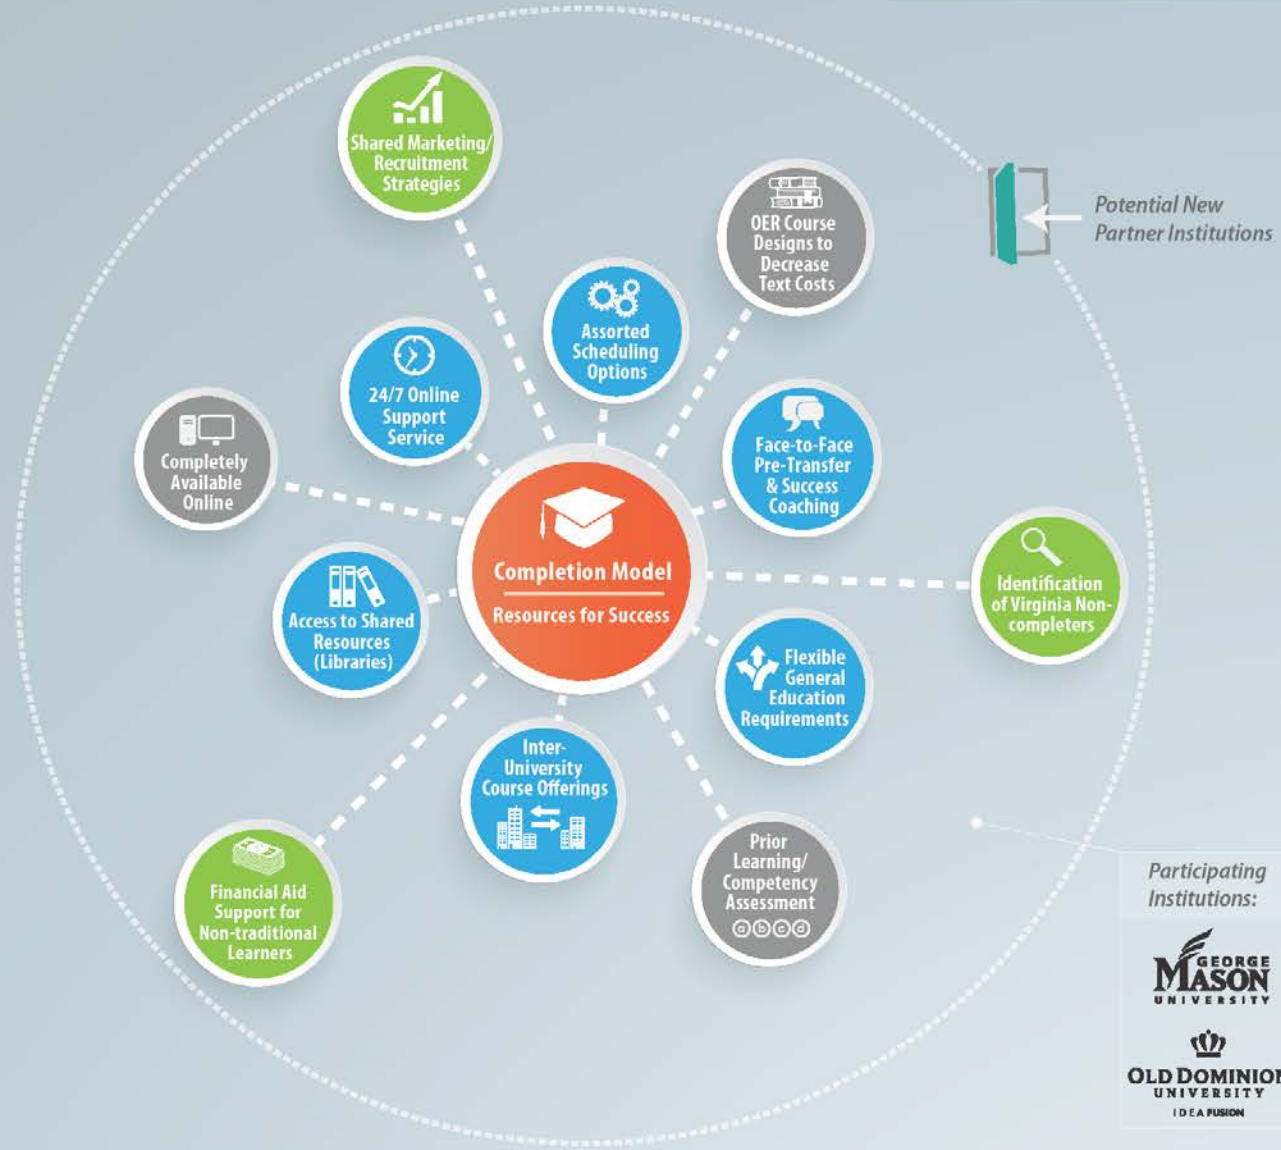 Shared Marketing/
Recruitment
Strategies
OER Course
Designs to
Decrease
Text Costs
Potential New
Partner Institutions
Assorted
Scheduling
Options
24/7 Online
Support
Service
Completely
Available
Online
Face-to-Face
Pre-Transfer
& Success
Coaching
Completion Model
Resources for Success
Identification
of Virginia Non-
completers
Access to Shared
Resources
(Libraries)
Flexible
General
Education
Requirements
Inter-
University
Course Offerings
Prior
Learning/
Competency
Assessment
a b c d
Financial Aid
Support for
Non-traditional
Learners
Participating
Institutions:
GEORGE
MASON
UNIVERSITY
OLD DOMINION
UNIVERSITY
IDEA FUSION